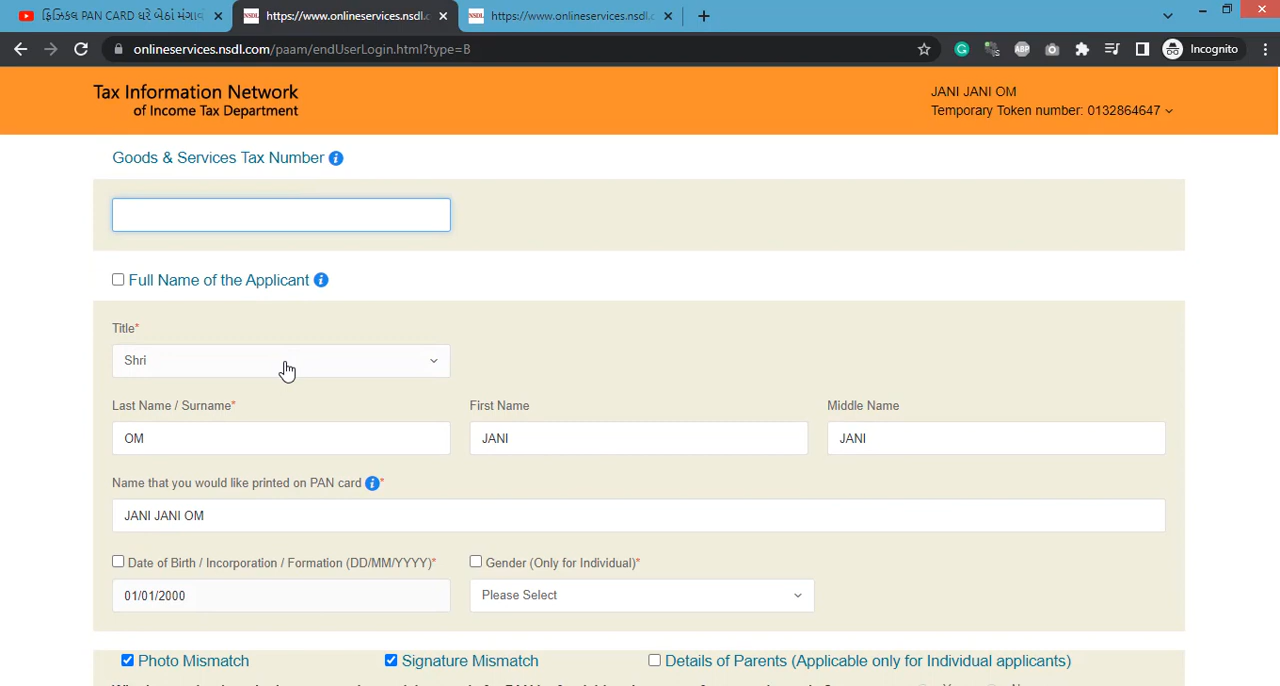 ફિઝિકલ PAN CARD ઘરે બેઠો મંગાવ
https://www.onlineservices.nsdl.c
https://www.onlineservices.nsdl.c
onlineservices.nsdl.com/paam/endUserLogin.html?type=B
Incognito
Tax Information Network
of Income Tax Department
JANI JANI OM
Temporary Token number: 0132864647
Goods & Services Tax Number
Full Name of the Applicant
Title*
Shri
Last Name / Surname* First Name Middle Name
OM JANI JANI
Name that you would like printed on PAN card *
JANI JANI OM
Date of Birth / Incorporation / Formation (DD/MM/YYYY)* Gender (Only for Individual)*
01/01/2000 Please Select
Photo Mismatch Signature Mismatch Details of Parents (Applicable only for Individual applicants)